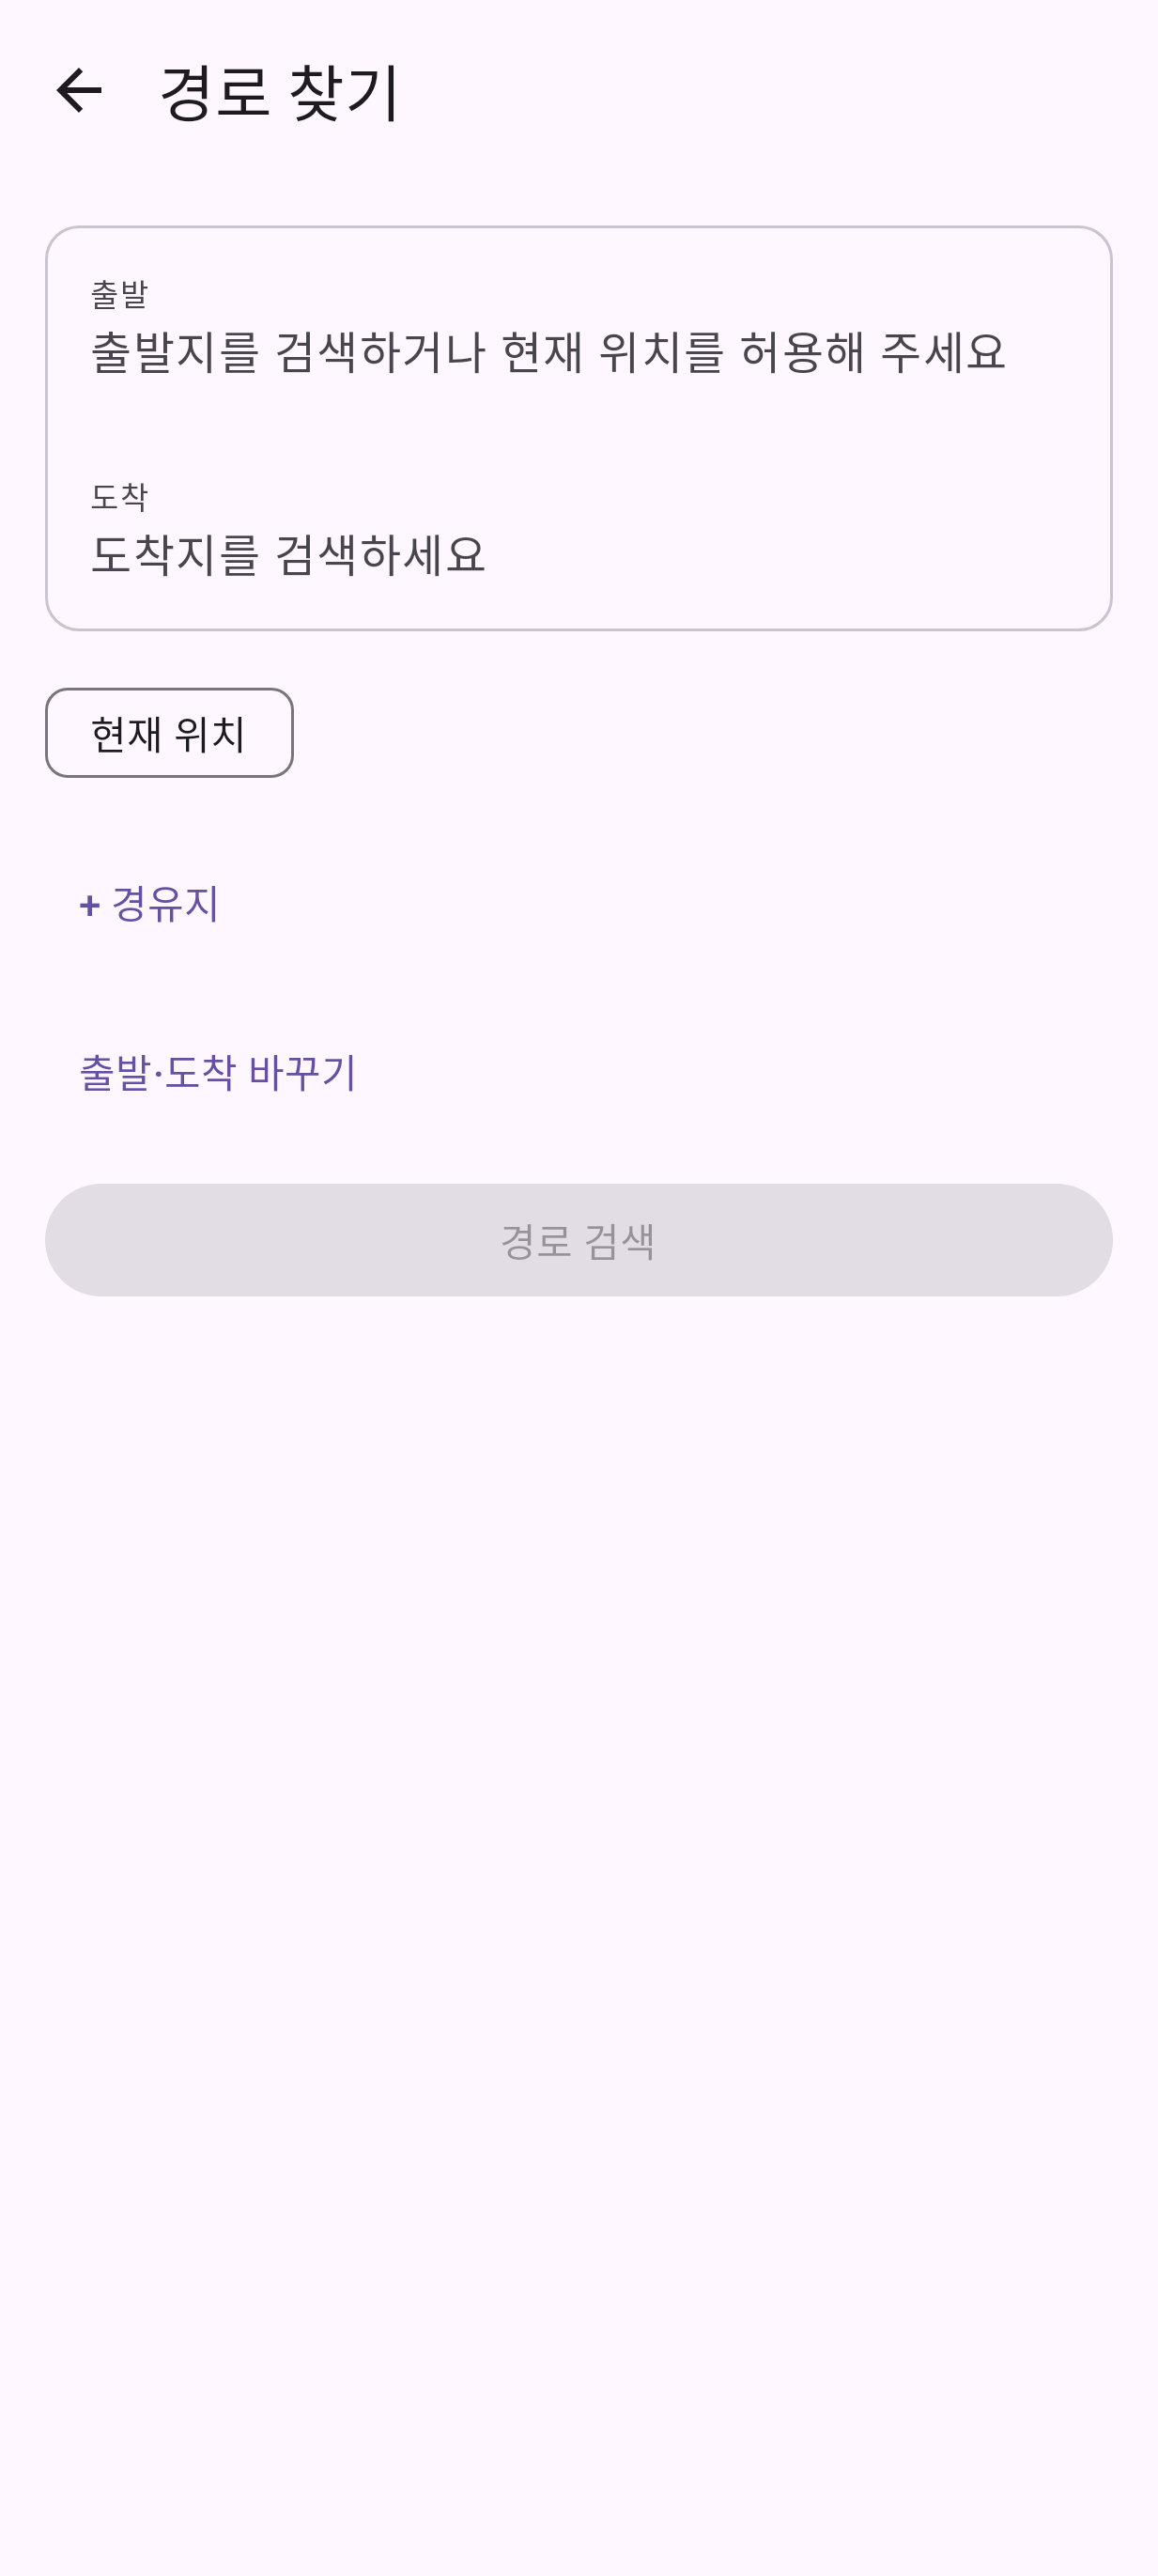 경로 찾기
출발
출발지를 검색하거나 현재 위치를 허용해 주세요
도착
도착지를 검색하세요
현재 위치
+ 경유지
출발·도착 바꾸기
경로 검색